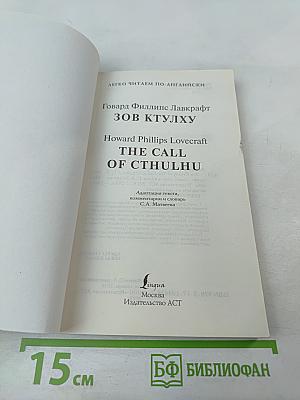 ЛЕГКО ЧИТАЕМ ПО-АНГЛИЙСКИ
Говард Филлипс Лавкрафт
ЗОВ КТУЛХУ
Howard Phillips Lovecraft
THE CALL
OF CTHULHU
Адаптация текста,
комментарии и словарь
С.А. Матвеева
Lingua
Москва
Издательство АСТ
15 см
БФ БИБЛИОФАН